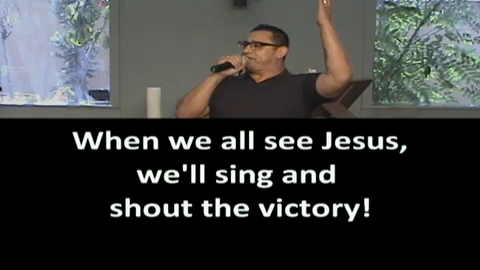 When we all see Jesus,
we'll sing and
shout the victory!